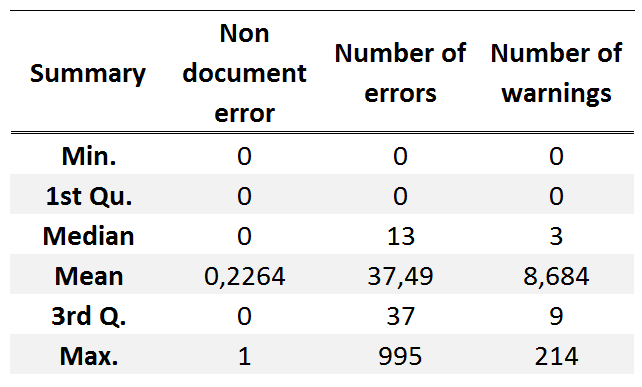 Summary Non document error Number of errors Number of warnings
Min. 0 0 0
1st Qu. 0 0 0
Median 0 13 3
Mean 0,2264 37,49 8,684
3rd Q. 0 37 9
Max. 1 995 214